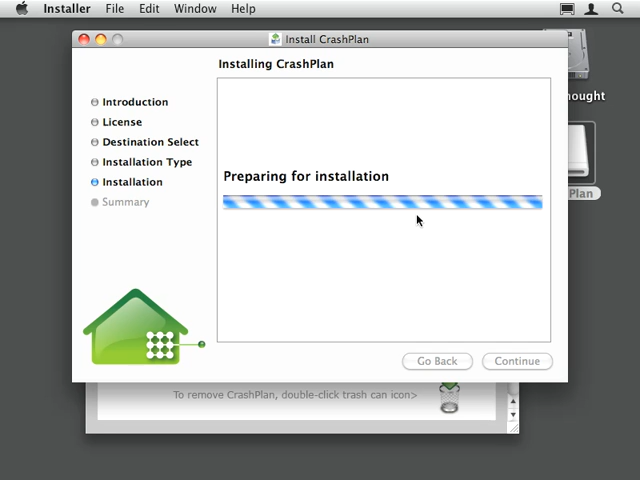 Installer File Edit Window Help
Install CrashPlan
Installing CrashPlan
Introduction
License
Destination Select
Installation Type
Installation
Summary
Preparing for installation
Go Back Continue
To remove CrashPlan, double-click trash can icon>
ought
Plan